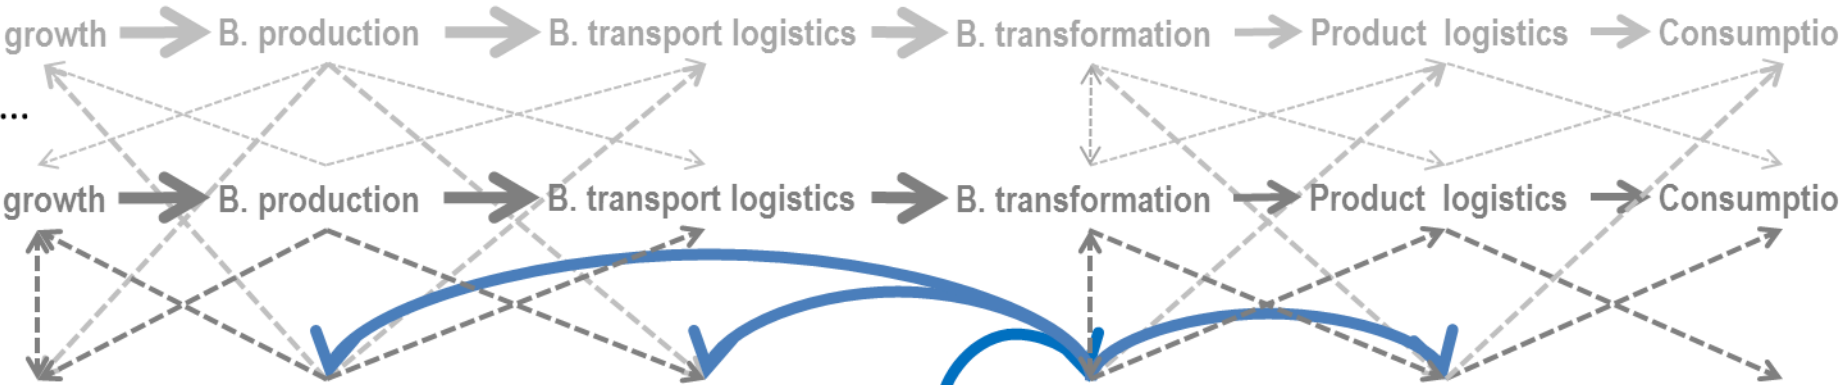 growth B. production B. transport logistics B. transformation Product logistics Consumptio
...
growth B. production B. transport logistics B. transformation Product logistics Consumptio